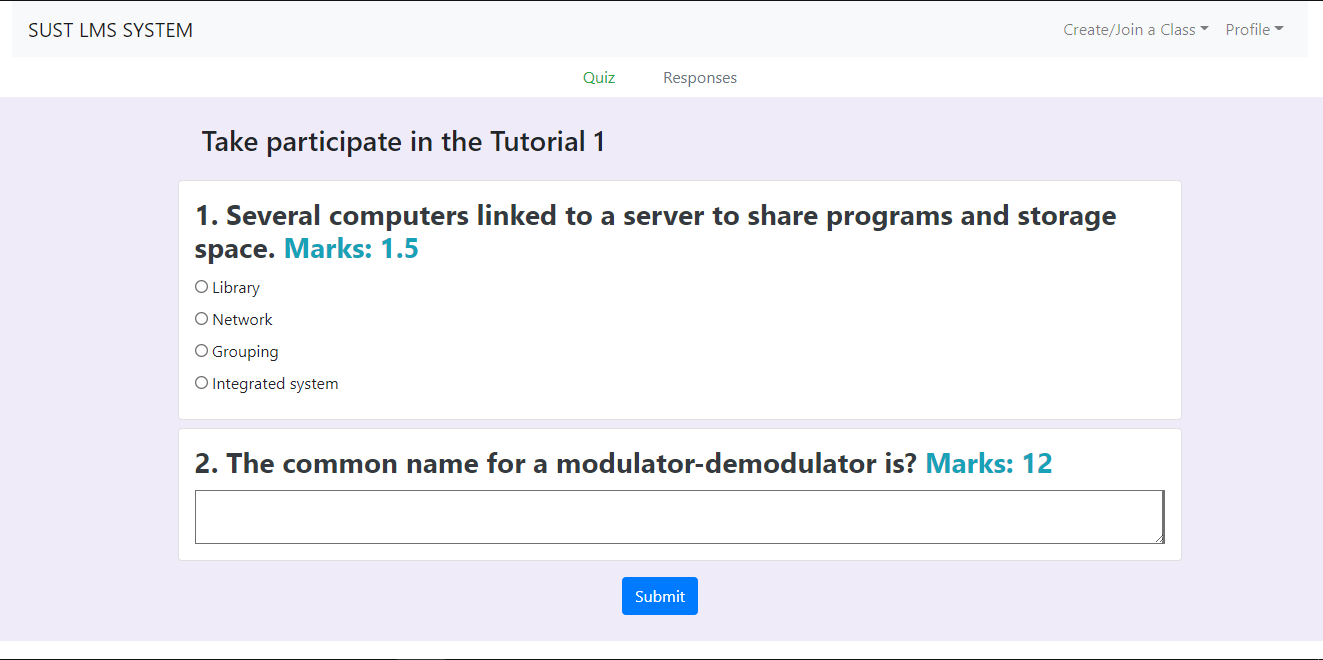 SUST LMS SYSTEM
Create/Join a Class Profile
Quiz Responses
Take participate in the Tutorial 1
1. Several computers linked to a server to share programs and storage
space. Marks: 1.5
Library
Network
Grouping
Integrated system
2. The common name for a modulator-demodulator is? Marks: 12
Submit